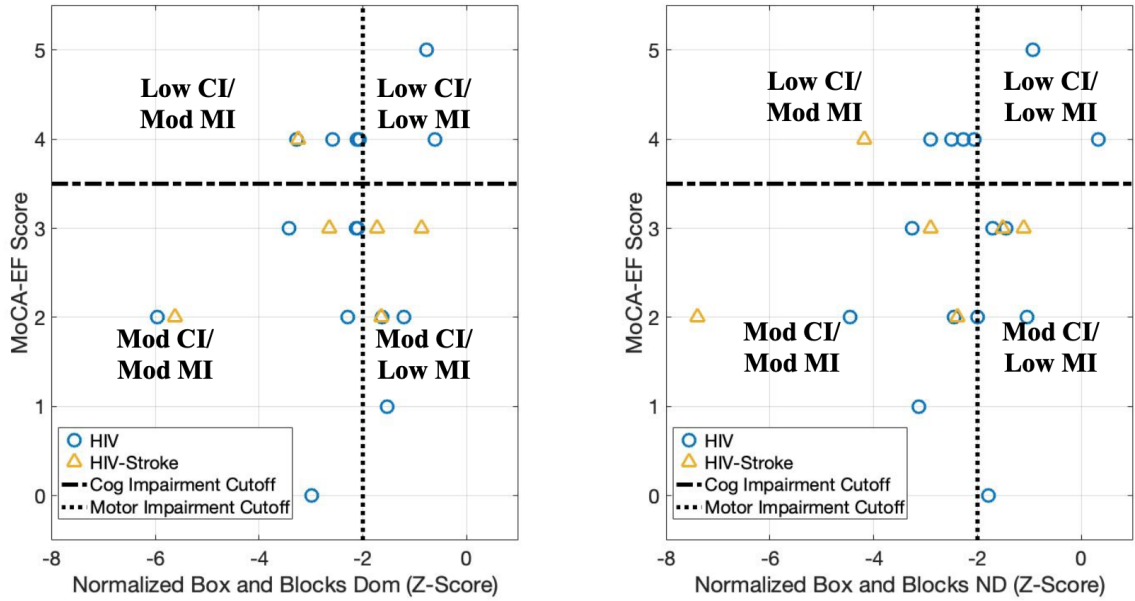 5
4
3
2
1
0
MoCA-EF Score
Low CI/
Mod MI
Low CI/
Low MI
Mod CI/
Mod MI
Mod CI/
Low MI
HIV
HIV-Stroke
Cog Impairment Cutoff
Motor Impairment Cutoff
-8 -6 -4 -2 0
Normalized Box and Blocks Dom (Z-Score)
5
4
3
2
1
0
MoCA-EF Score
Low CI/
Mod MI
Low CI/
Low MI
Mod CI/
Mod MI
Mod CI/
Low MI
HIV
HIV-Stroke
Cog Impairment Cutoff
Motor Impairment Cutoff
-8 -6 -4 -2 0
Normalized Box and Blocks ND (Z-Score)